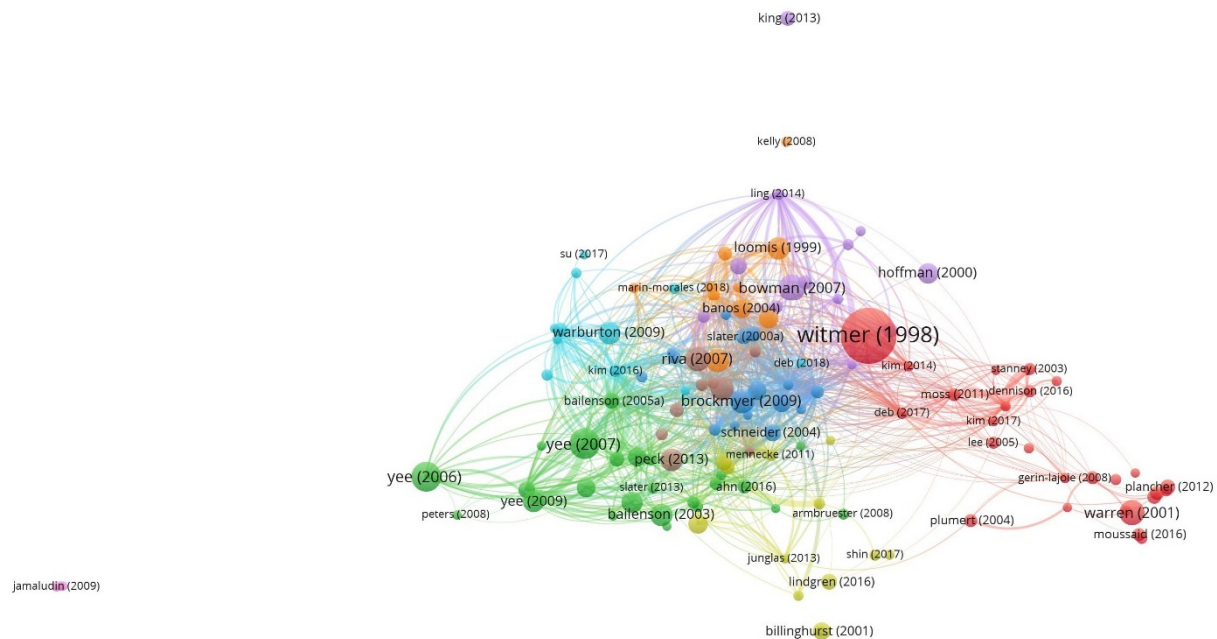 king (2013)
kelly (2008)
ling (2014)
loomis (1999)
su (2017)
hoffman (2000)
marin-morales (2018)
bowman (2007)
banos (2004)
warburton (2009)
slater (2000a)
witmer (1998)
riva (2007)
deb (2018)
kim (2014)
kim (2016)
stanney (2003)
moss (2011)
dennison (2016)
bailenson (2005a)
brockmyer (2009)
deb (2017)
kim (2017)
schneider (2004)
yee (2007)
lee (2005)
mennecke (2011)
peck (2013)
yee (2006)
gerin-lajoie (2008)
slater (2013)
ahn (2016)
plancher (2012)
yee (2009)
peters (2008)
bailenson (2003)
armbruester (2008)
warren (2001)
plumert (2004)
moussaid (2016)
junglas (2013)
shin (2017)
lindgren (2016)
jamaludin (2009)
billinghurst (2001)